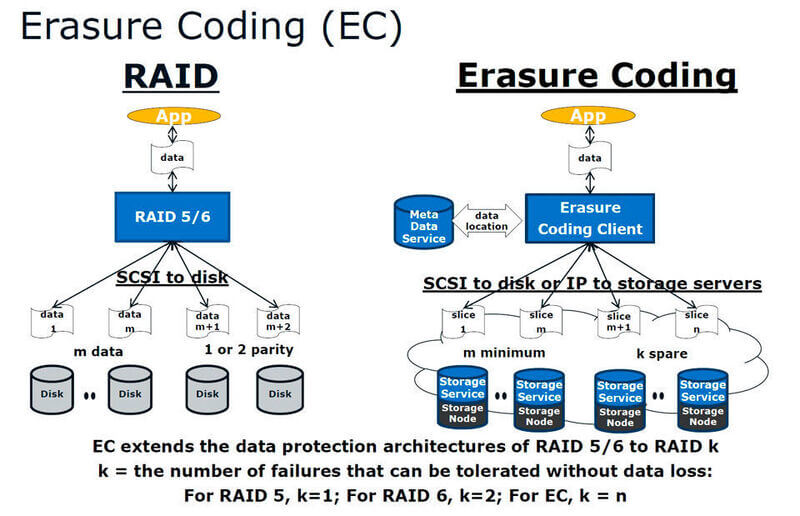 Erasure Coding (EC)
RAID
App
data
RAID 5/6
SCSI to disk
data 1
data m
data m+1
data m+2
m data
1 or 2 parity
Disk
..
Disk
Disk
Disk
Erasure Coding
App
data
Meta
Data
Service
data
location
Erasure
Coding Client
SCSI to disk or IP to storage servers
slice 1
slice m
slice m+1
slice n
m minimum
k spare
Storage
Service
Storage
Node
..
Storage
Service
Storage
Node
Storage
Service
Storage
Node
..
Storage
Service
Storage
Node
EC extends the data protection architectures of RAID 5/6 to RAID k
k = the number of failures that can be tolerated without data loss:
For RAID 5, k=1; For RAID 6, k=2; For EC, k = n